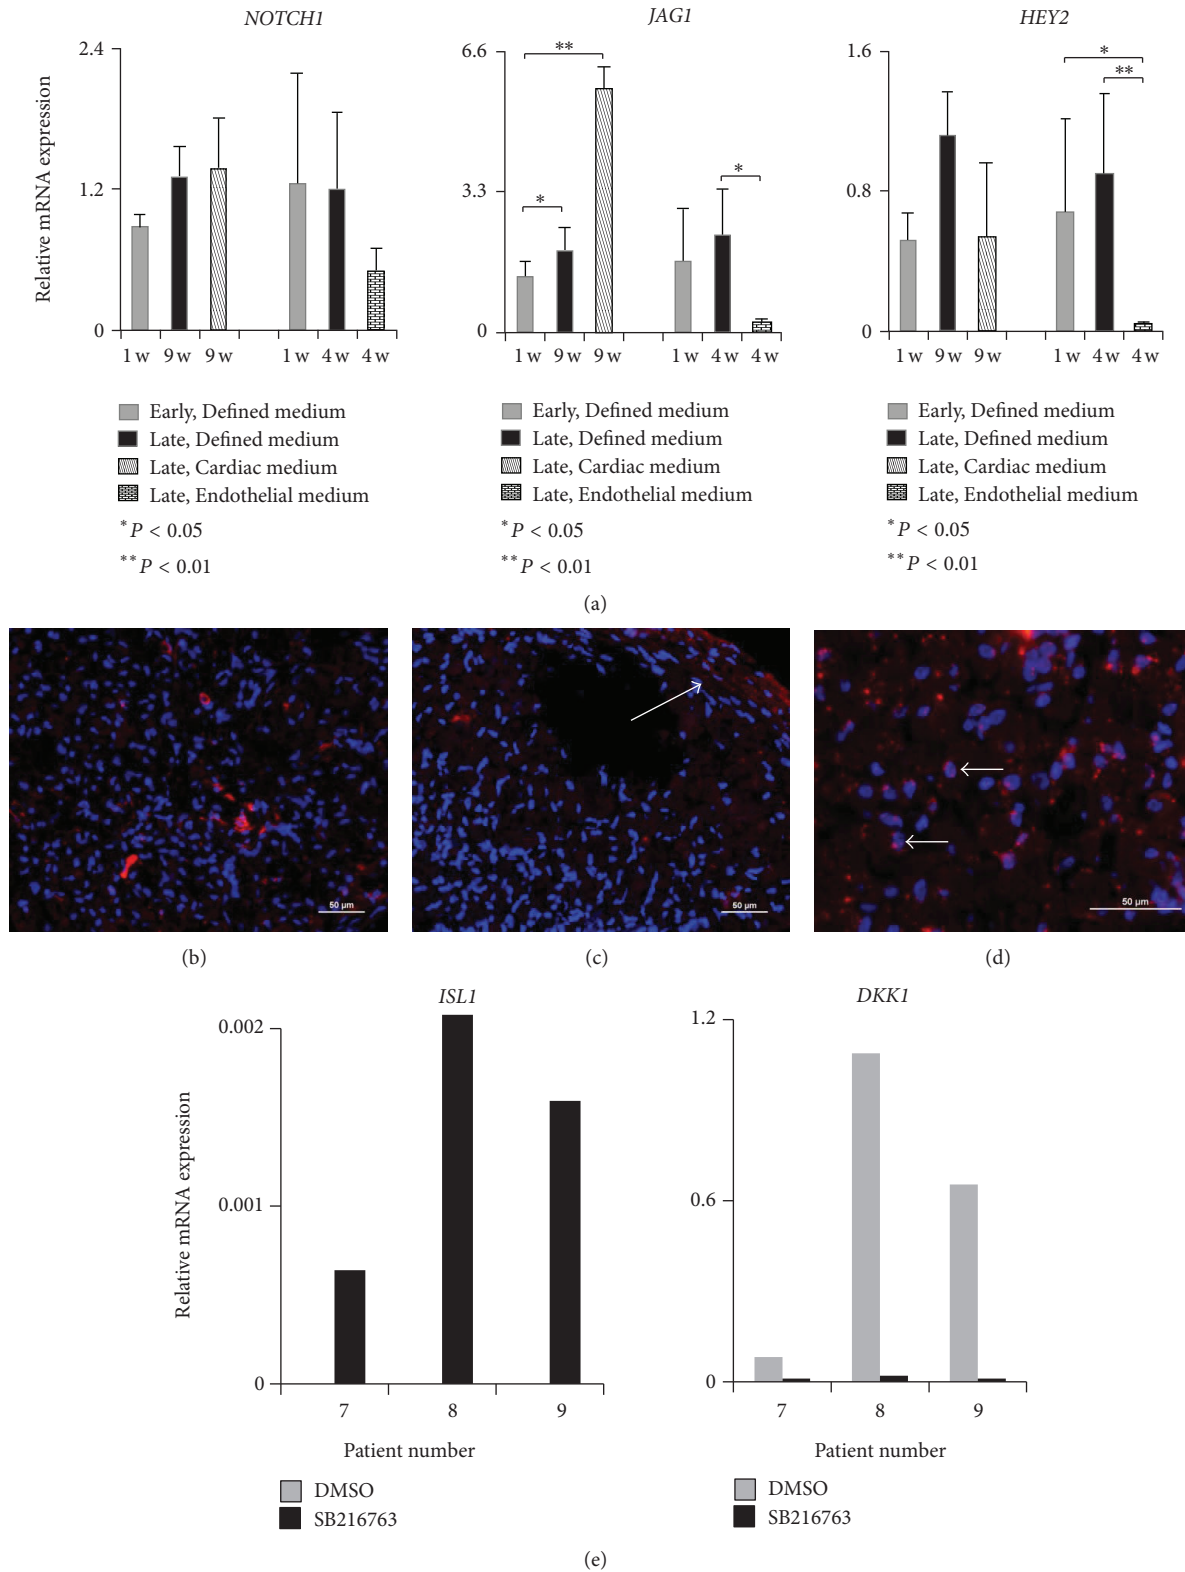 NOTCH1
JAG1
HEY2
Relative mRNA expression
2.4
1.2
0
1 w 9 w 9 w 1 w 4 w 4 w
6.6
3.3
0
** * *
1 w 9 w 9 w 1 w 4 w 4 w
1.6
0.8
0
* **
1 w 9 w 9 w 1 w 4 w 4 w
Early, Defined medium
Late, Defined medium
Late, Cardiac medium
Late, Endothelial medium
*P < 0.05
**P < 0.01
Early, Defined medium
Late, Defined medium
Late, Cardiac medium
Late, Endothelial medium
*P < 0.05
**P < 0.01
Early, Defined medium
Late, Defined medium
Late, Cardiac medium
Late, Endothelial medium
*P < 0.05
**P < 0.01
(a)
50 μm
50 μm
50 μm
(b)
(c)
(d)
ISL1
Relative mRNA expression
0.002
0.001
0
7 8 9
Patient number
DMSO
SB216763
DKK1
1.2
0.6
0
7 8 9
Patient number
DMSO
SB216763
(e)